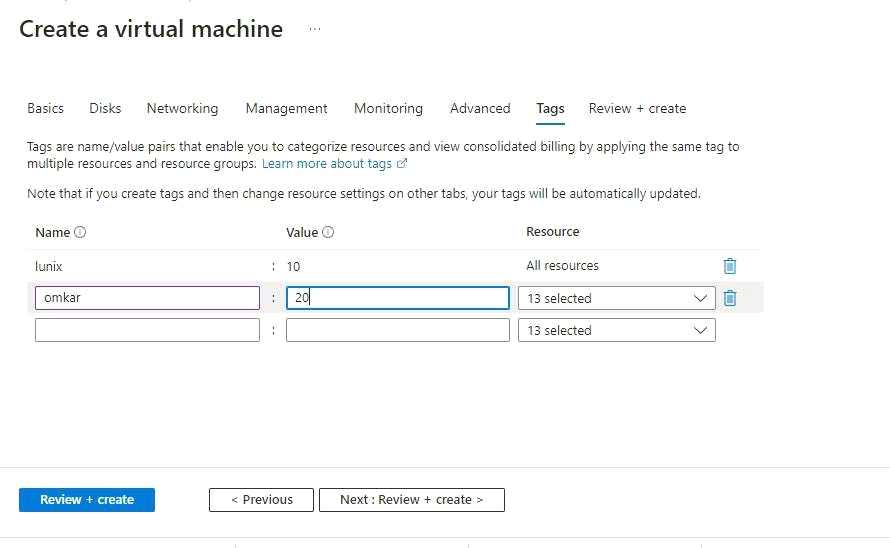 Create a virtual machine ...
Basics Disks Networking Management Monitoring Advanced Tags Review + create
Tags are name/value pairs that enable you to categorize resources and view consolidated billing by applying the same tag to
multiple resources and resource groups. Learn more about tags
Note that if you create tags and then change resource settings on other tabs, your tags will be automatically updated.
Name Value Resource
lunix : 10 All resources
omkar : 20 13 selected
: 13 selected
Review + create < Previous Next : Review + create >